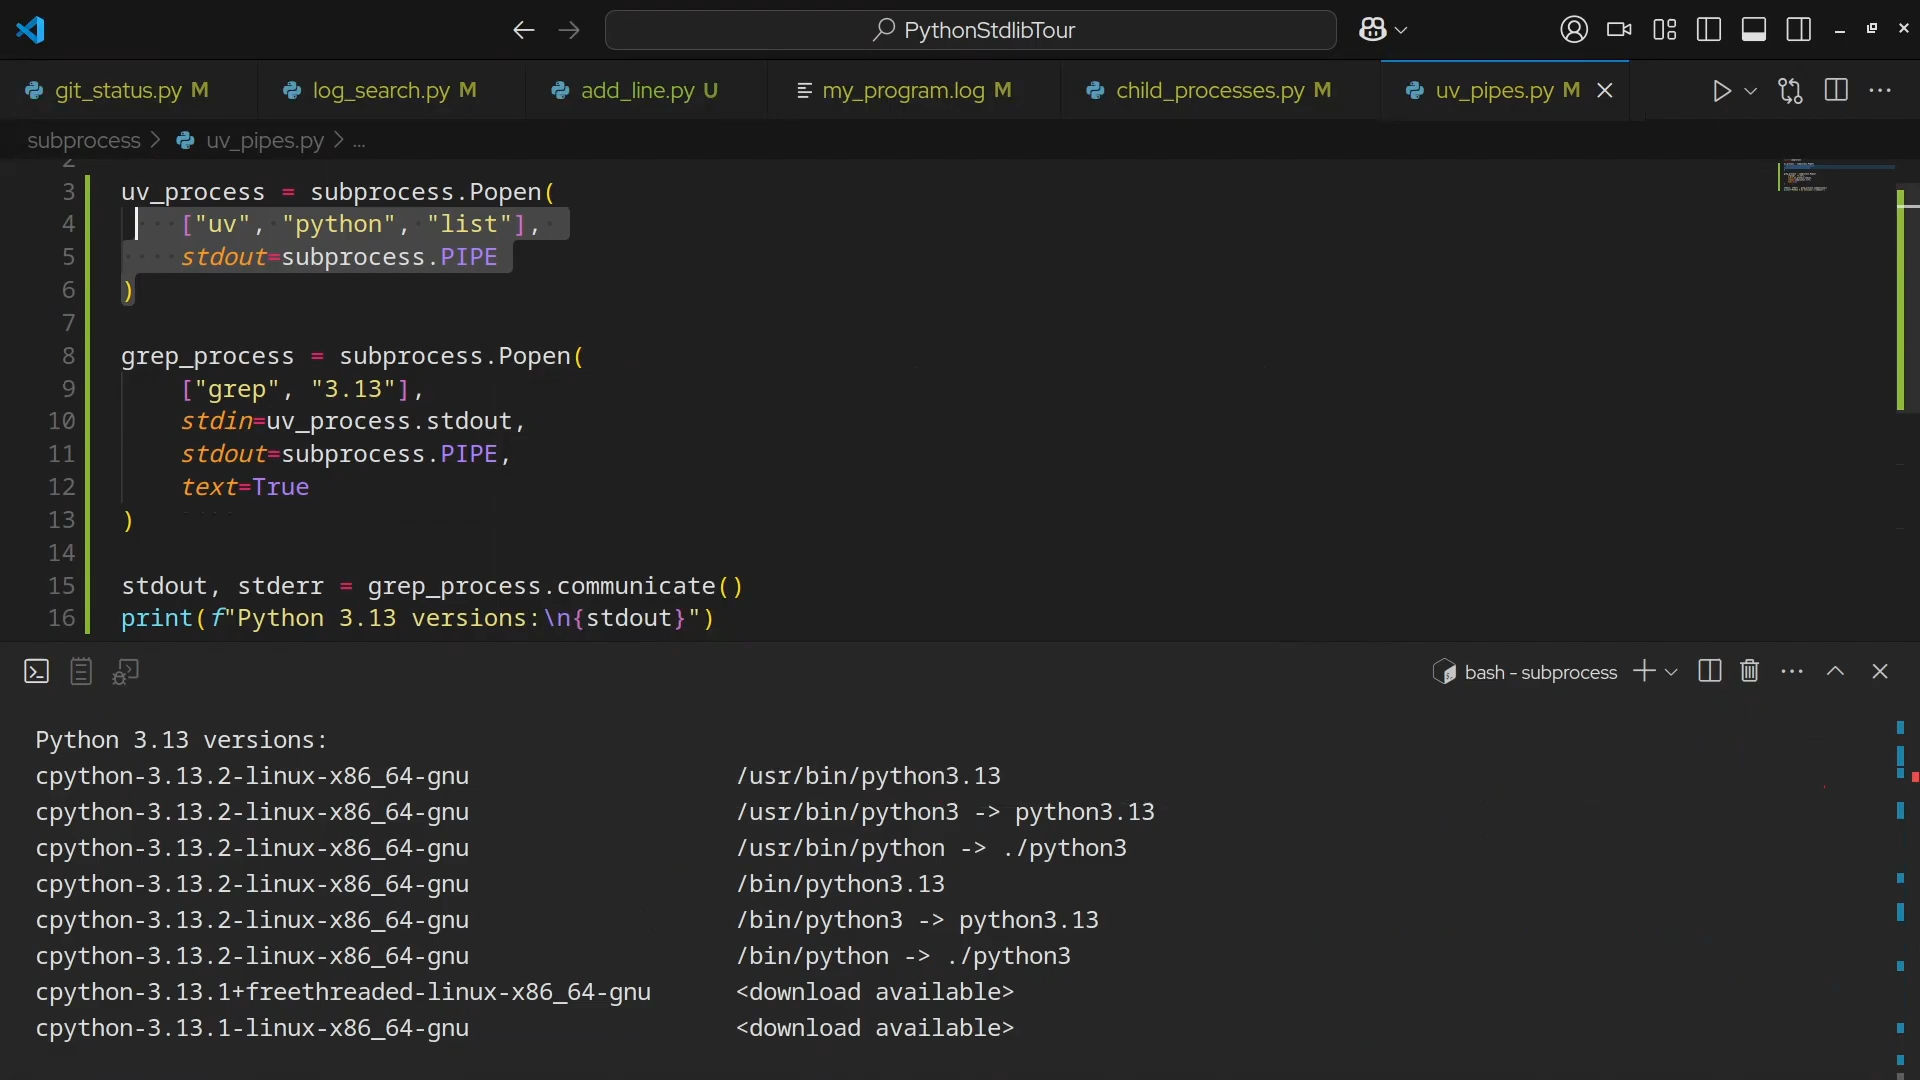 PythonStdlibTour
git_status.py M
log_search.py M
add_line.py U
my_program.log M
child_processes.py M
uv_pipes.py M
subprocess > uv_pipes.py > ...
2
3 uv_process = subprocess.Popen(
4 ["uv", "python", "list"],
5 stdout=subprocess.PIPE
6 )
7
8 grep_process = subprocess.Popen(
9 ["grep", "3.13"],
10 stdin=uv_process.stdout,
11 stdout=subprocess.PIPE,
12 text=True
13 )
14
15 stdout, stderr = grep_process.communicate()
16 print(f"Python 3.13 versions:\n{stdout}")
bash - subprocess
Python 3.13 versions:
cpython-3.13.2-linux-x86_64-gnu /usr/bin/python3.13
cpython-3.13.2-linux-x86_64-gnu /usr/bin/python3 -> python3.13
cpython-3.13.2-linux-x86_64-gnu /usr/bin/python -> ./python3
cpython-3.13.2-linux-x86_64-gnu /bin/python3.13
cpython-3.13.2-linux-x86_64-gnu /bin/python3 -> python3.13
cpython-3.13.2-linux-x86_64-gnu /bin/python -> ./python3
cpython-3.13.1+freethreaded-linux-x86_64-gnu <download available>
cpython-3.13.1-linux-x86_64-gnu <download available>